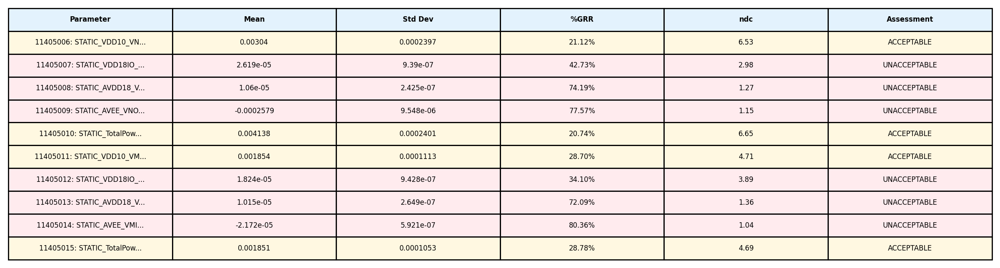 Parameter Mean Std Dev %GRR ndc Assessment
11405006: STATIC_VDD10_VN... 0.00304 0.0002397 21.12% 6.53 ACCEPTABLE
11405007: STATIC_VDD18IO_... 2.619e-05 9.39e-07 42.73% 2.98 UNACCEPTABLE
11405008: STATIC_AVDD18_V... 1.06e-05 2.425e-07 74.19% 1.27 UNACCEPTABLE
11405009: STATIC_AVEE_VNO... -0.0002579 9.548e-06 77.57% 1.15 UNACCEPTABLE
11405010: STATIC_TotalPow... 0.004138 0.0002401 20.74% 6.65 ACCEPTABLE
11405011: STATIC_VDD10_VM... 0.001854 0.0001113 28.70% 4.71 ACCEPTABLE
11405012: STATIC_VDD18IO_... 1.824e-05 9.428e-07 34.10% 3.89 UNACCEPTABLE
11405013: STATIC_AVDD18_V... 1.015e-05 2.649e-07 72.09% 1.36 UNACCEPTABLE
11405014: STATIC_AVEE_VMI... -2.172e-05 5.921e-07 80.36% 1.04 UNACCEPTABLE
11405015: STATIC_TotalPow... 0.001851 0.0001053 28.78% 4.69 ACCEPTABLE